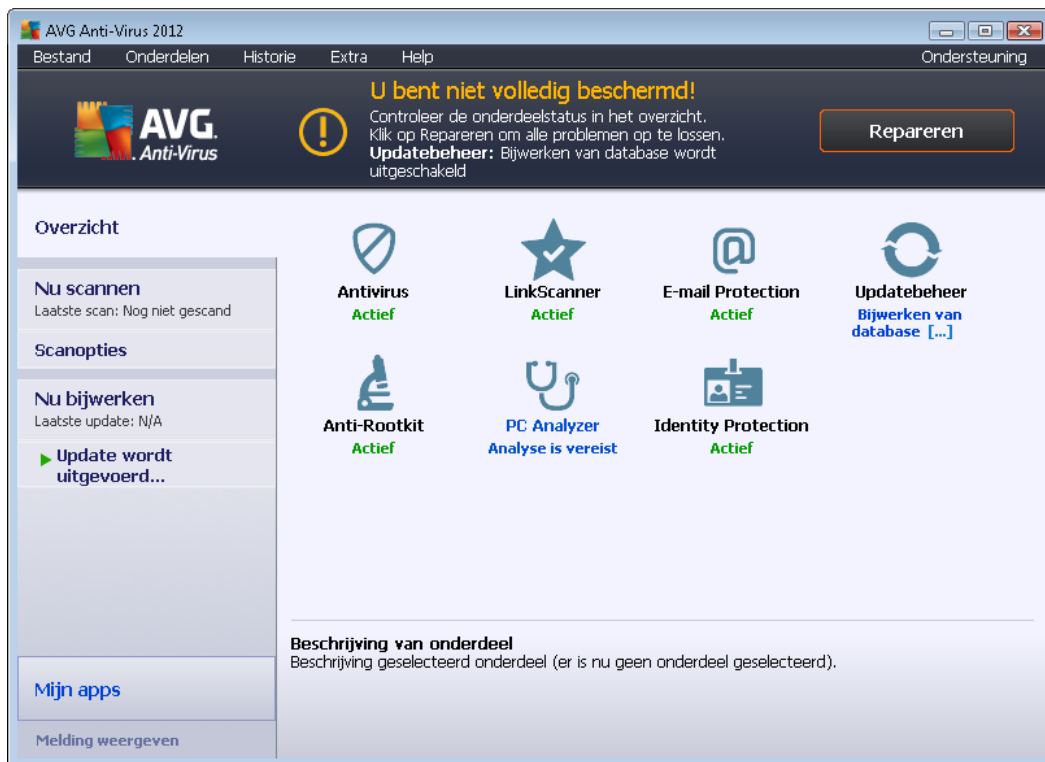 AVG Anti-Virus 2012
Bestand Onderdelen Historie Extra Help Ondersteuning
AVG.
Anti-Virus
U bent niet volledig beschermd!
Controleer de onderdeelstatus in het overzicht.
Klik op Repareren om alle problemen op te lossen.
Updatebeheer: Bijwerken van database wordt
uitgeschakeld
Repareren
Overzicht
Nu scannen
Laatste scan: Nog niet gescand
Scanopties
Nu bijwerken
Laatste update: N/A
Update wordt
uitgevoerd...
Mijn apps
Melding weergeven
Antivirus
Actief
LinkScanner
Actief
E-mail Protection
Actief
Updatebeheer
Bijwerken van
database [...]
Anti-Rootkit
Actief
PC Analyzer
Analyse is vereist
Identity Protection
Actief
Beschrijving van onderdeel
Beschrijving geselecteerd onderdeel (er is nu geen onderdeel geselecteerd).